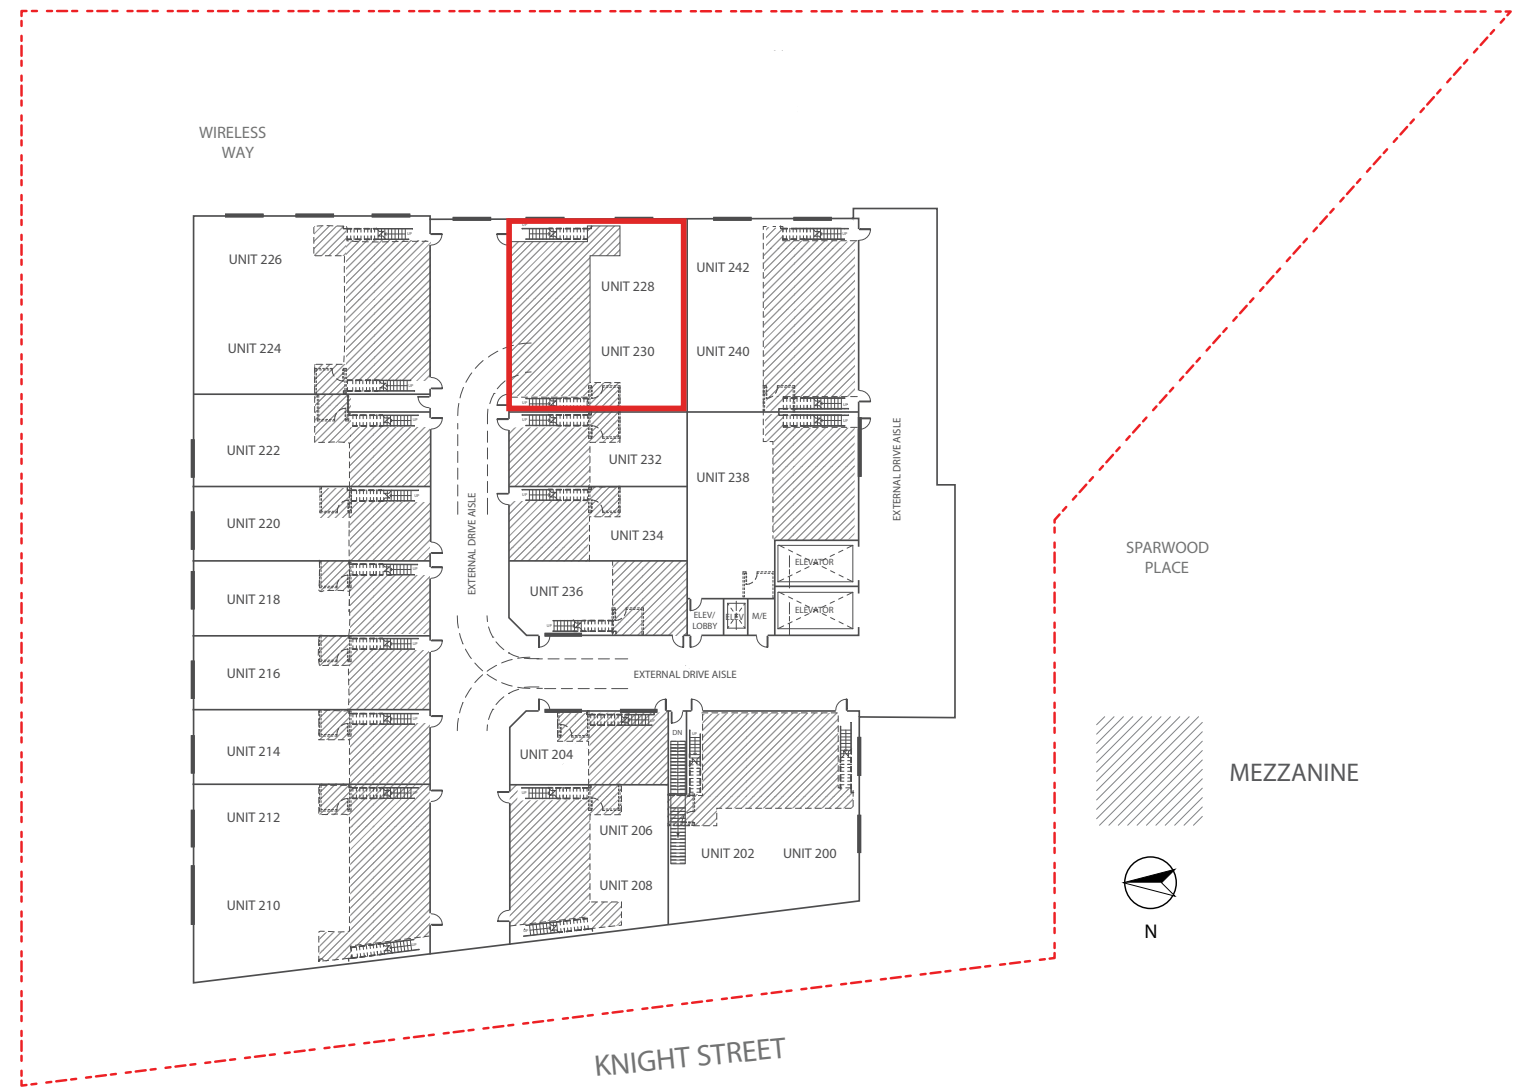 WIRELESS
WAY
UNIT 226
UNIT 228
UNIT 242
UNIT 224
UNIT 230
UNIT 240
UNIT 222
UNIT 232
UNIT 238
EXTERNAL DRIVE AISLE
UNIT 220
UNIT 234
EXTERNAL DRIVE AISLE
SPARWOOD
PLACE
ELEVATOR
UNIT 218
UNIT 236
ELEV/
LOBBY
ELEV
M/E
ELEVATOR
UNIT 216
EXTERNAL DRIVE AISLE
UNIT 214
UNIT 204
DN
MEZZANINE
UNIT 212
UNIT 206
UNIT 202
UNIT 200
UNIT 210
UNIT 208
N
KNIGHT STREET